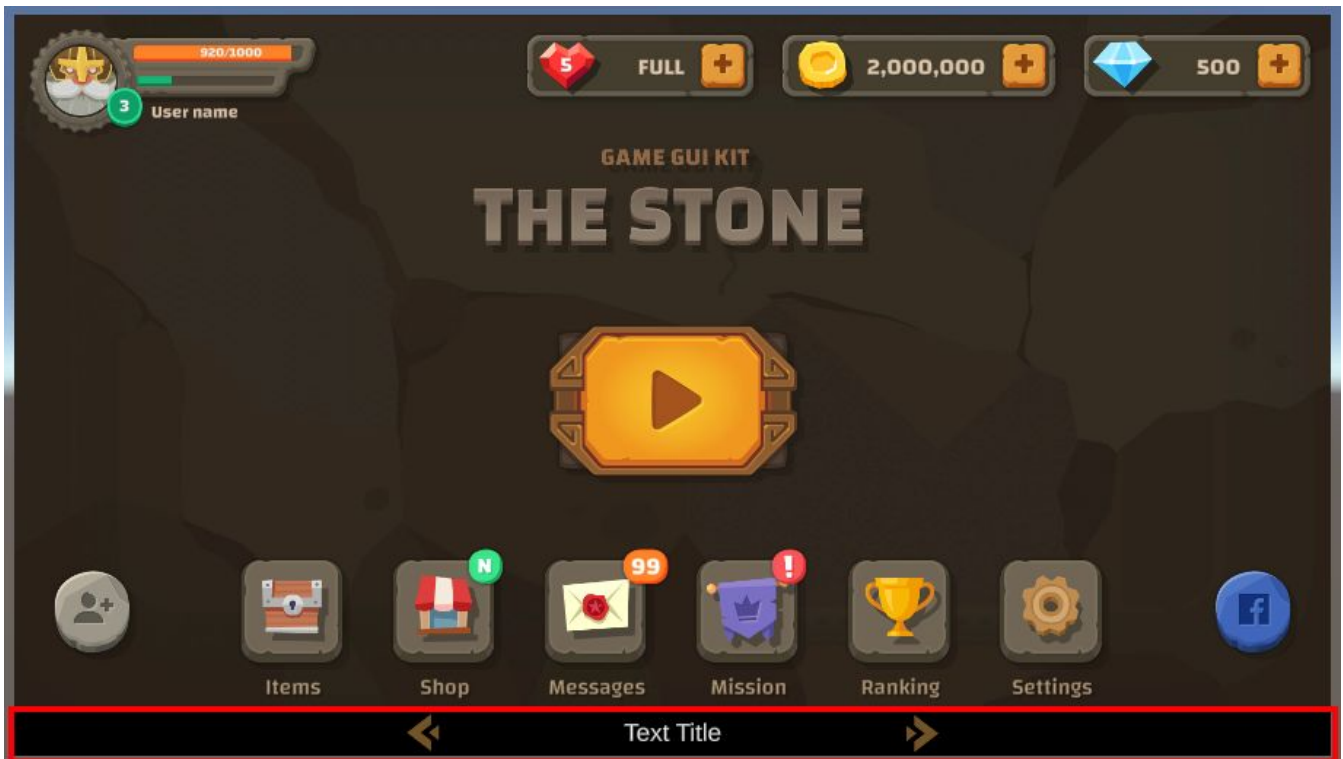 920/1000
3
User name
5
FULL
+
2,000,000
+
500
+
GAME GUI KIT
THE STONE
N
99
!
Items
Shop
Messages
Mission
Ranking
Settings
f
Text Title